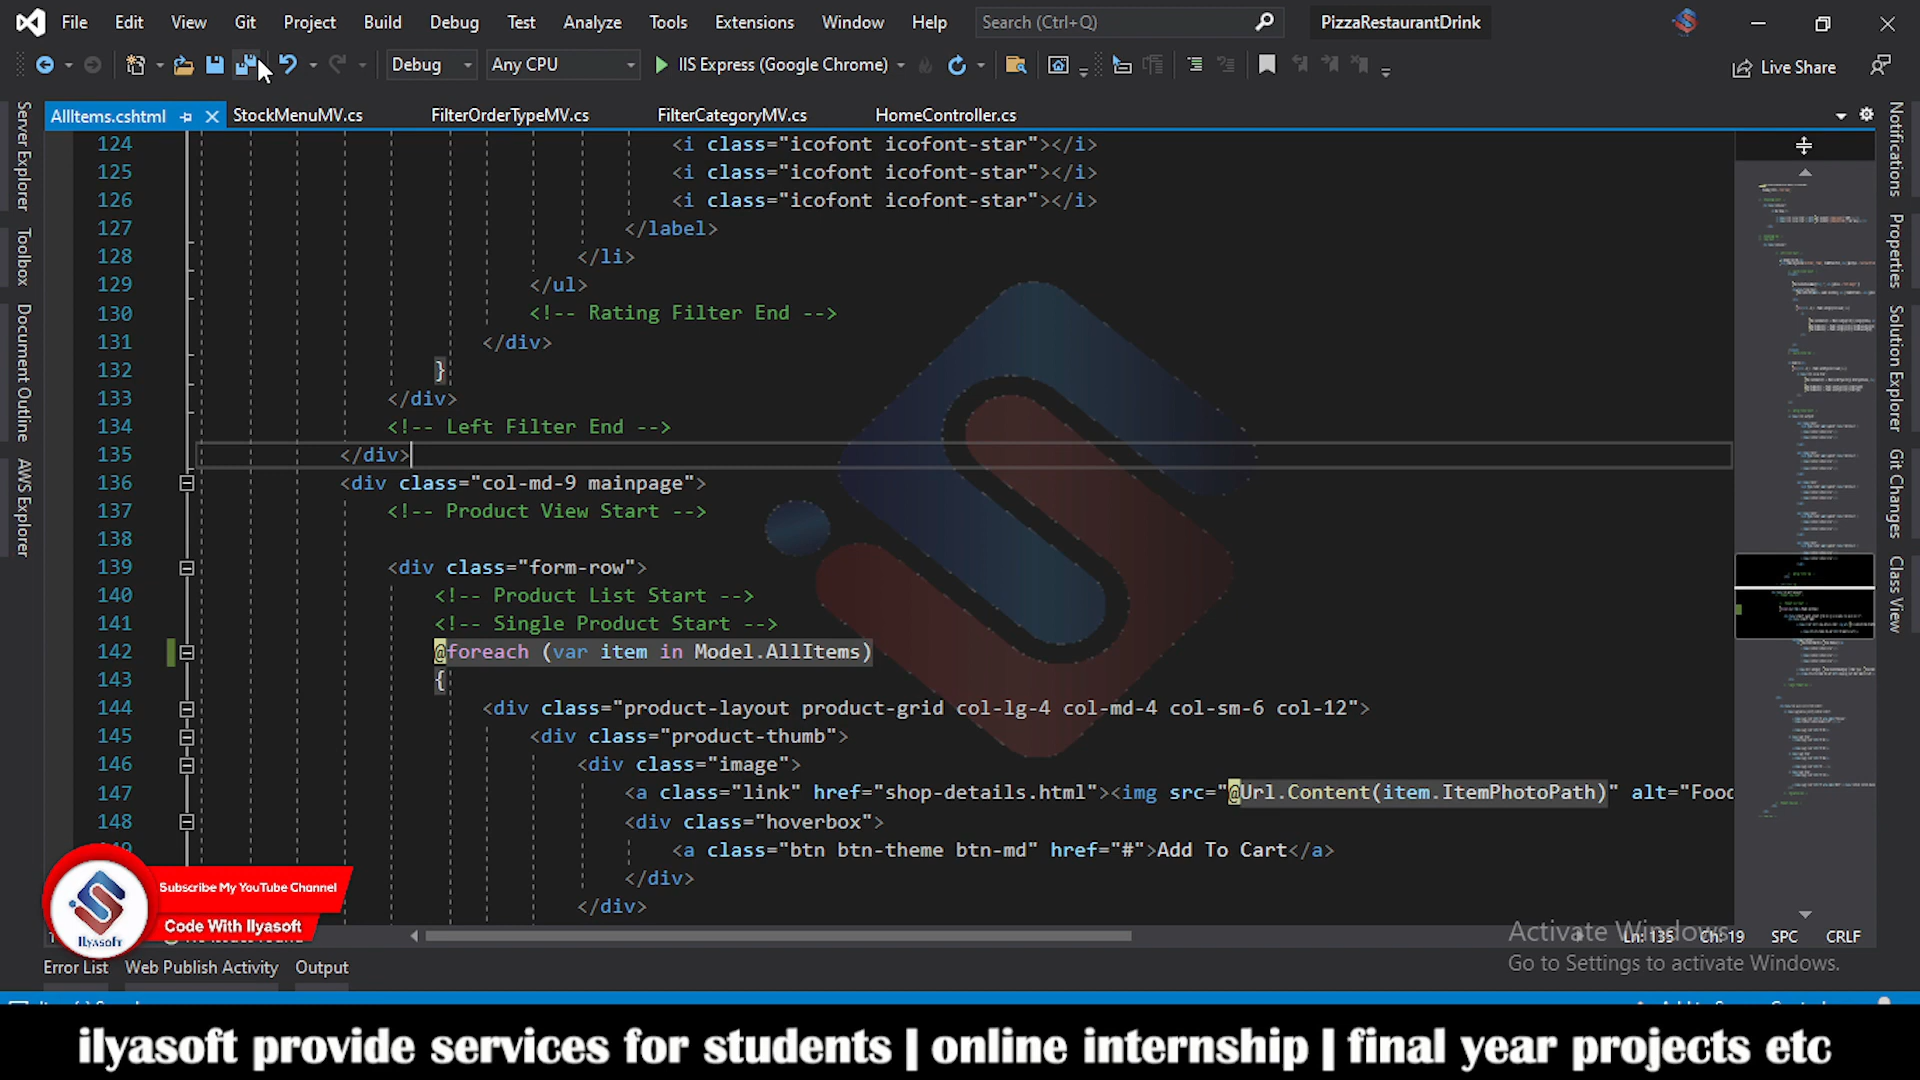 File Edit View Git Project Build Debug Test Analyze Tools Extensions Window Help Search (Ctrl+Q) PizzaRestaurantDrink
Debug Any CPU IIS Express (Google Chrome) Live Share
AllItems.cshtml StockMenuMV.cs FilterOrderTypeMV.cs FilterCategoryMV.cs HomeController.cs
Server Explorer
Toolbox
Document Outline
AWS Explorer
124 <i class="icofont icofont-star"></i>
125 <i class="icofont icofont-star"></i>
126 <i class="icofont icofont-star"></i>
127 </label>
128 </li>
129 </ul>
130 <!-- Rating Filter End -->
131 </div>
132 }
133 </div>
134 <!-- Left Filter End -->
135 </div>
136 <div class="col-md-9 mainpage">
137 <!-- Product View Start -->
138
139 <div class="form-row">
140 <!-- Product List Start -->
141 <!-- Single Product Start -->
142 @foreach (var item in Model.AllItems)
143 {
144 <div class="product-layout product-grid col-lg-4 col-md-4 col-sm-6 col-12">
145 <div class="product-thumb">
146 <div class="image">
147 <a class="link" href="shop-details.html"><img src="@Url.Content(item.ItemPhotoPath)" alt="Food
148 <div class="hoverbox">
149 <a class="btn btn-theme btn-md" href="#">Add To Cart</a>
</div>
</div>
Notifications
Properties
Solution Explorer
Git Changes
Class View
Subscribe My YouTube Channel
Code With Ilyasoft
Ilyasoft
Activate Windows
Go to Settings to activate Windows.
Ln: 135 Ch: 19 SPC CRLF
Error List Web Publish Activity Output
ilyasoft provide services for students | online internship | final year projects etc